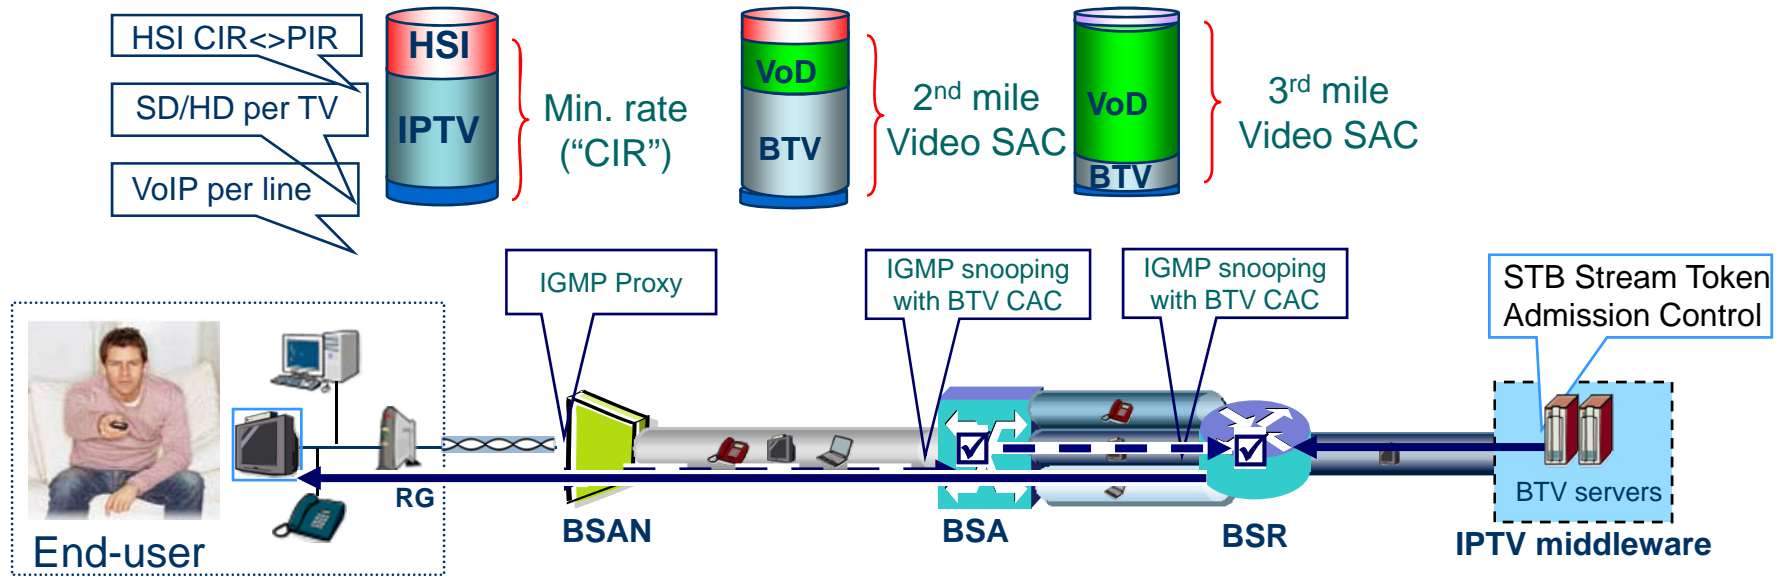 HSI CIR<>PIR
SD/HD per TV
VoIP per line
HSI
IPTV
Min. rate
(“CIR”)
VoD
BTV
2nd mile
Video SAC
VoD
BTV
3rd mile
Video SAC
IGMP Proxy
IGMP snooping
with BTV CAC
IGMP snooping
with BTV CAC
STB Stream Token
Admission Control
RG
End-user
BSAN
BSA
BSR
BTV servers
IPTV middleware